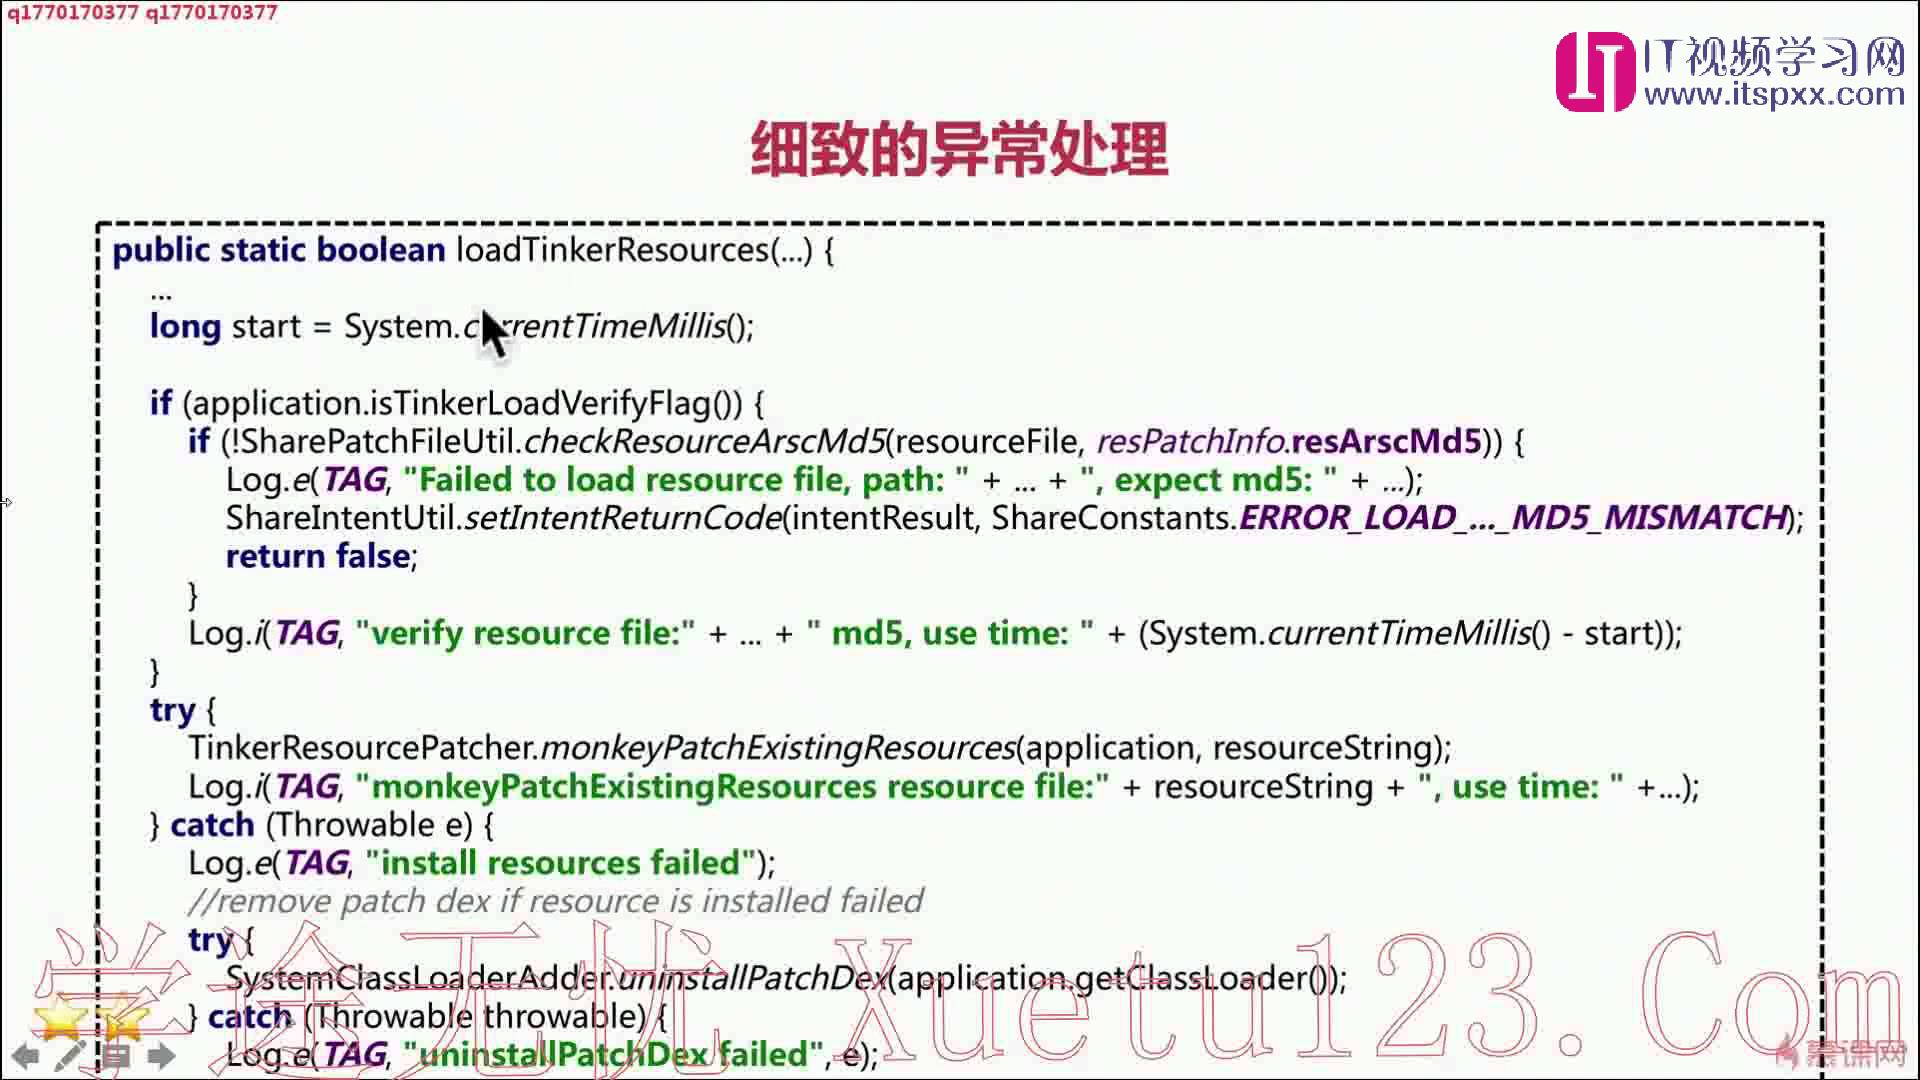 q1770170377 q1770170377
IT视频学习网
www.itspxx.com
细致的异常处理
public static boolean loadTinkerResources(...) {
...
long start = System.currentTimeMillis();
if (application.isTinkerLoadVerifyFlag()) {
if (!SharePatchFileUtil.checkResourceArscMd5(resourceFile, resPatchInfo.resArscMd5)) {
Log.e(TAG, "Failed to load resource file, path: " + ... + ", expect md5: " + ...);
ShareIntentUtil.setIntentReturnCode(intentResult, ShareConstants.ERROR_LOAD_..._MD5_MISMATCH);
return false;
}
Log.i(TAG, "verify resource file:" + ... + " md5, use time: " + (System.currentTimeMillis() - start));
}
try {
TinkerResourcePatcher.monkeyPatchExistingResources(application, resourceString);
Log.i(TAG, "monkeyPatchExistingResources resource file:" + resourceString + ", use time: " +...);
} catch (Throwable e) {
Log.e(TAG, "install resources failed");
//remove patch dex if resource is installed failed
try {
SystemClassLoaderAdder.uninstallPatchDex(application.getClassLoader());
} catch (Throwable throwable) {
Log.e(TAG, "uninstallPatchDex failed", e);
学途无忧 Xuetu123.Com
慕课网